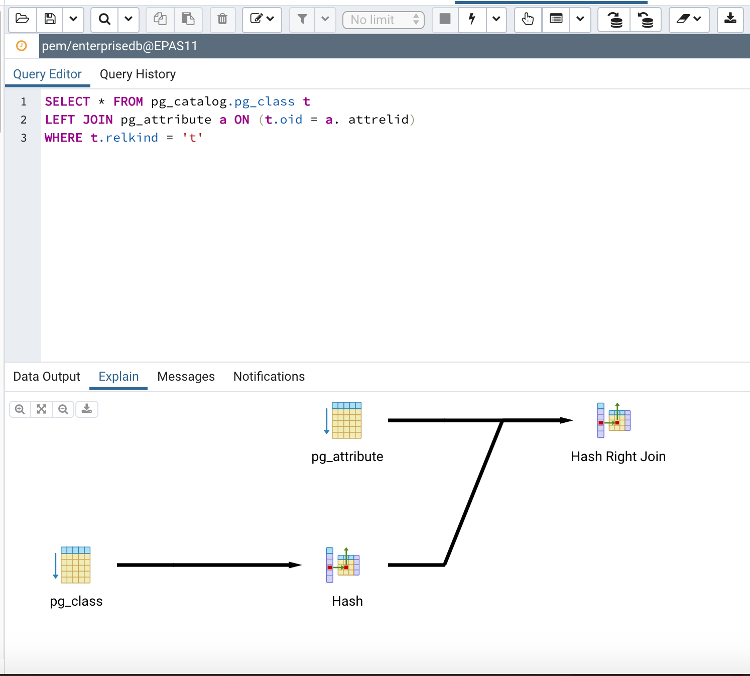 No limit
pem/enterprisedb@EPAS11
Query Editor Query History
1 SELECT * FROM pg_catalog.pg_class t
2 LEFT JOIN pg_attribute a ON (t.oid = a. attrelid)
3 WHERE t.relkind = 't'
Data Output Explain Messages Notifications
pg_attribute Hash Right Join
pg_class Hash